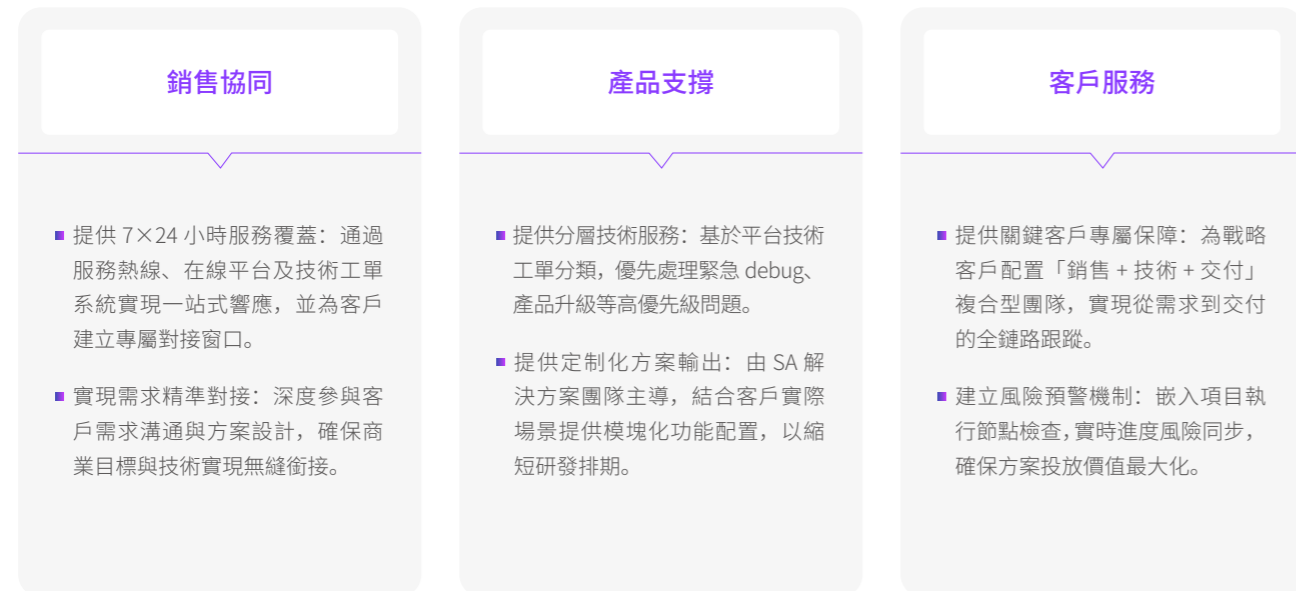 銷售協同
提供 7×24 小時服務覆蓋：通過
服務熱線、在線平台及技術工單
系統實現一站式響應，並為客戶
建立專屬對接窗口。
實現需求精準對接：深度參與客
戶需求溝通與方案設計，確保商
業目標與技術實現無縫銜接。
產品支撐
提供分層技術服務：基於平台技術
工單分類，優先處理緊急 debug、
產品升級等高優先級問題。
提供定制化方案輸出：由 SA 解
決方案團隊主導，結合客戶實際
場景提供模塊化功能配置，以縮
短研發排期。
客戶服務
提供關鍵客戶專屬保障：為戰略
客戶配置「銷售 + 技術 + 交付」
複合型團隊，實現從需求到交付
的全鏈路跟蹤。
建立風險預警機制：嵌入項目執
行節點檢查，實時進度風險同步，
確保方案投放價值最大化。